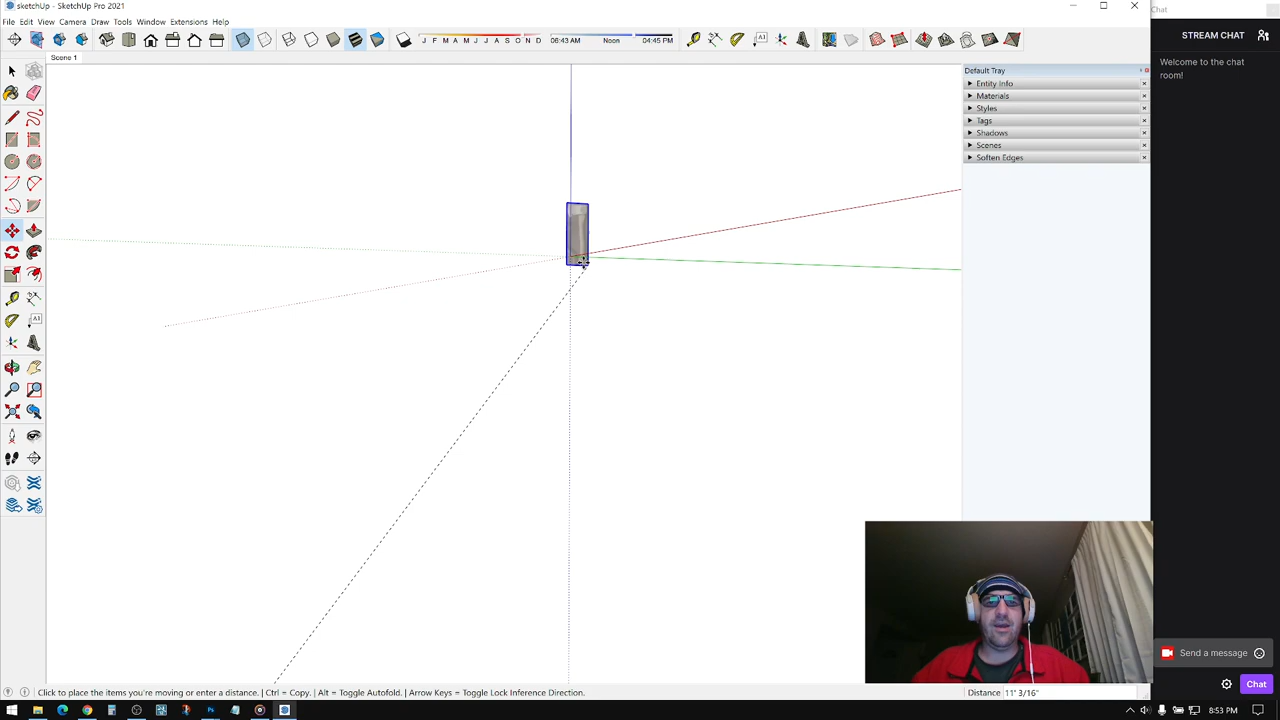 sketchUp - SketchUp Pro 2021
Chat
File Edit View Camera Draw Tools Window Extensions Help
STREAM CHAT
J F M A M J J A S O N D
06:43 AM Noon 04:45 PM
Scene 1
Welcome to the chat
room!
Default Tray
Entity Info
Materials
Styles
Tags
Shadows
Scenes
Soften Edges
Send a message
Chat
Click to place the items you're moving or enter a distance. | Ctrl = Copy. | Alt = Toggle Autofold. | Arrow Keys = Toggle Lock Inference Direction.
Distance 11" 3/16"
8:53 PM